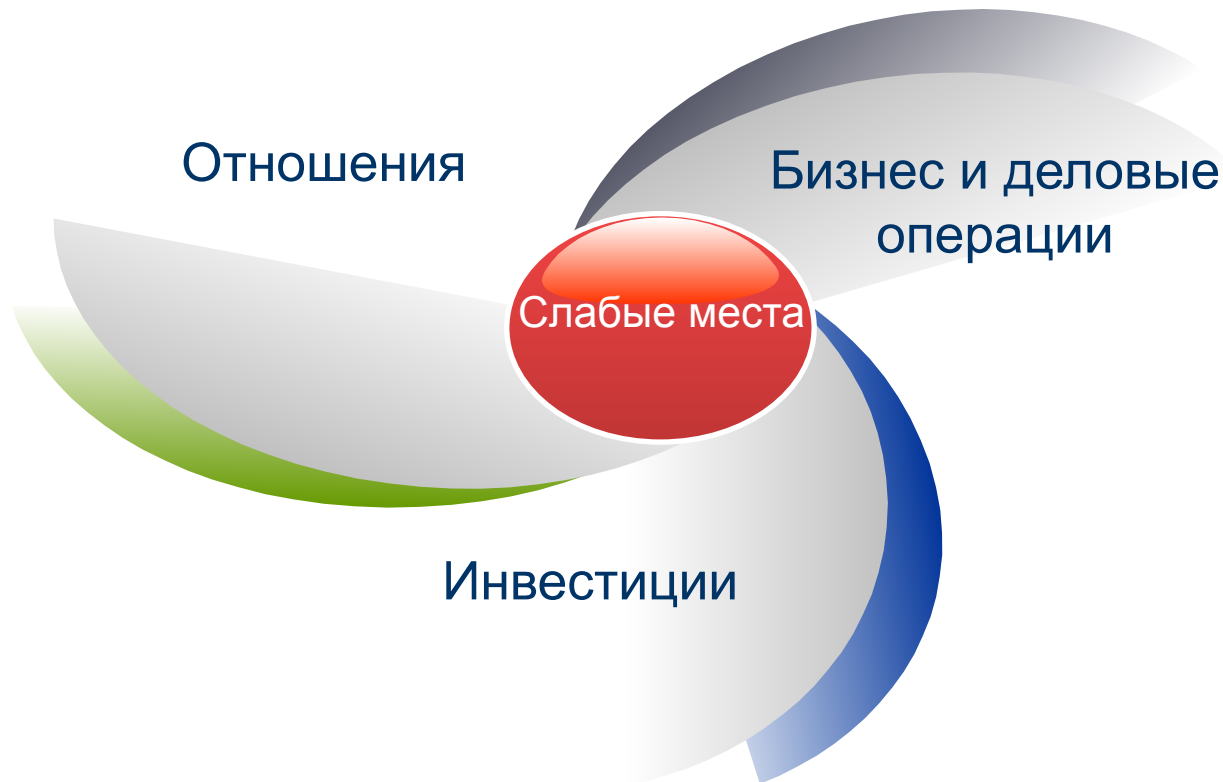 Отношения
Бизнес и деловые
операции
Слабые места
Инвестиции